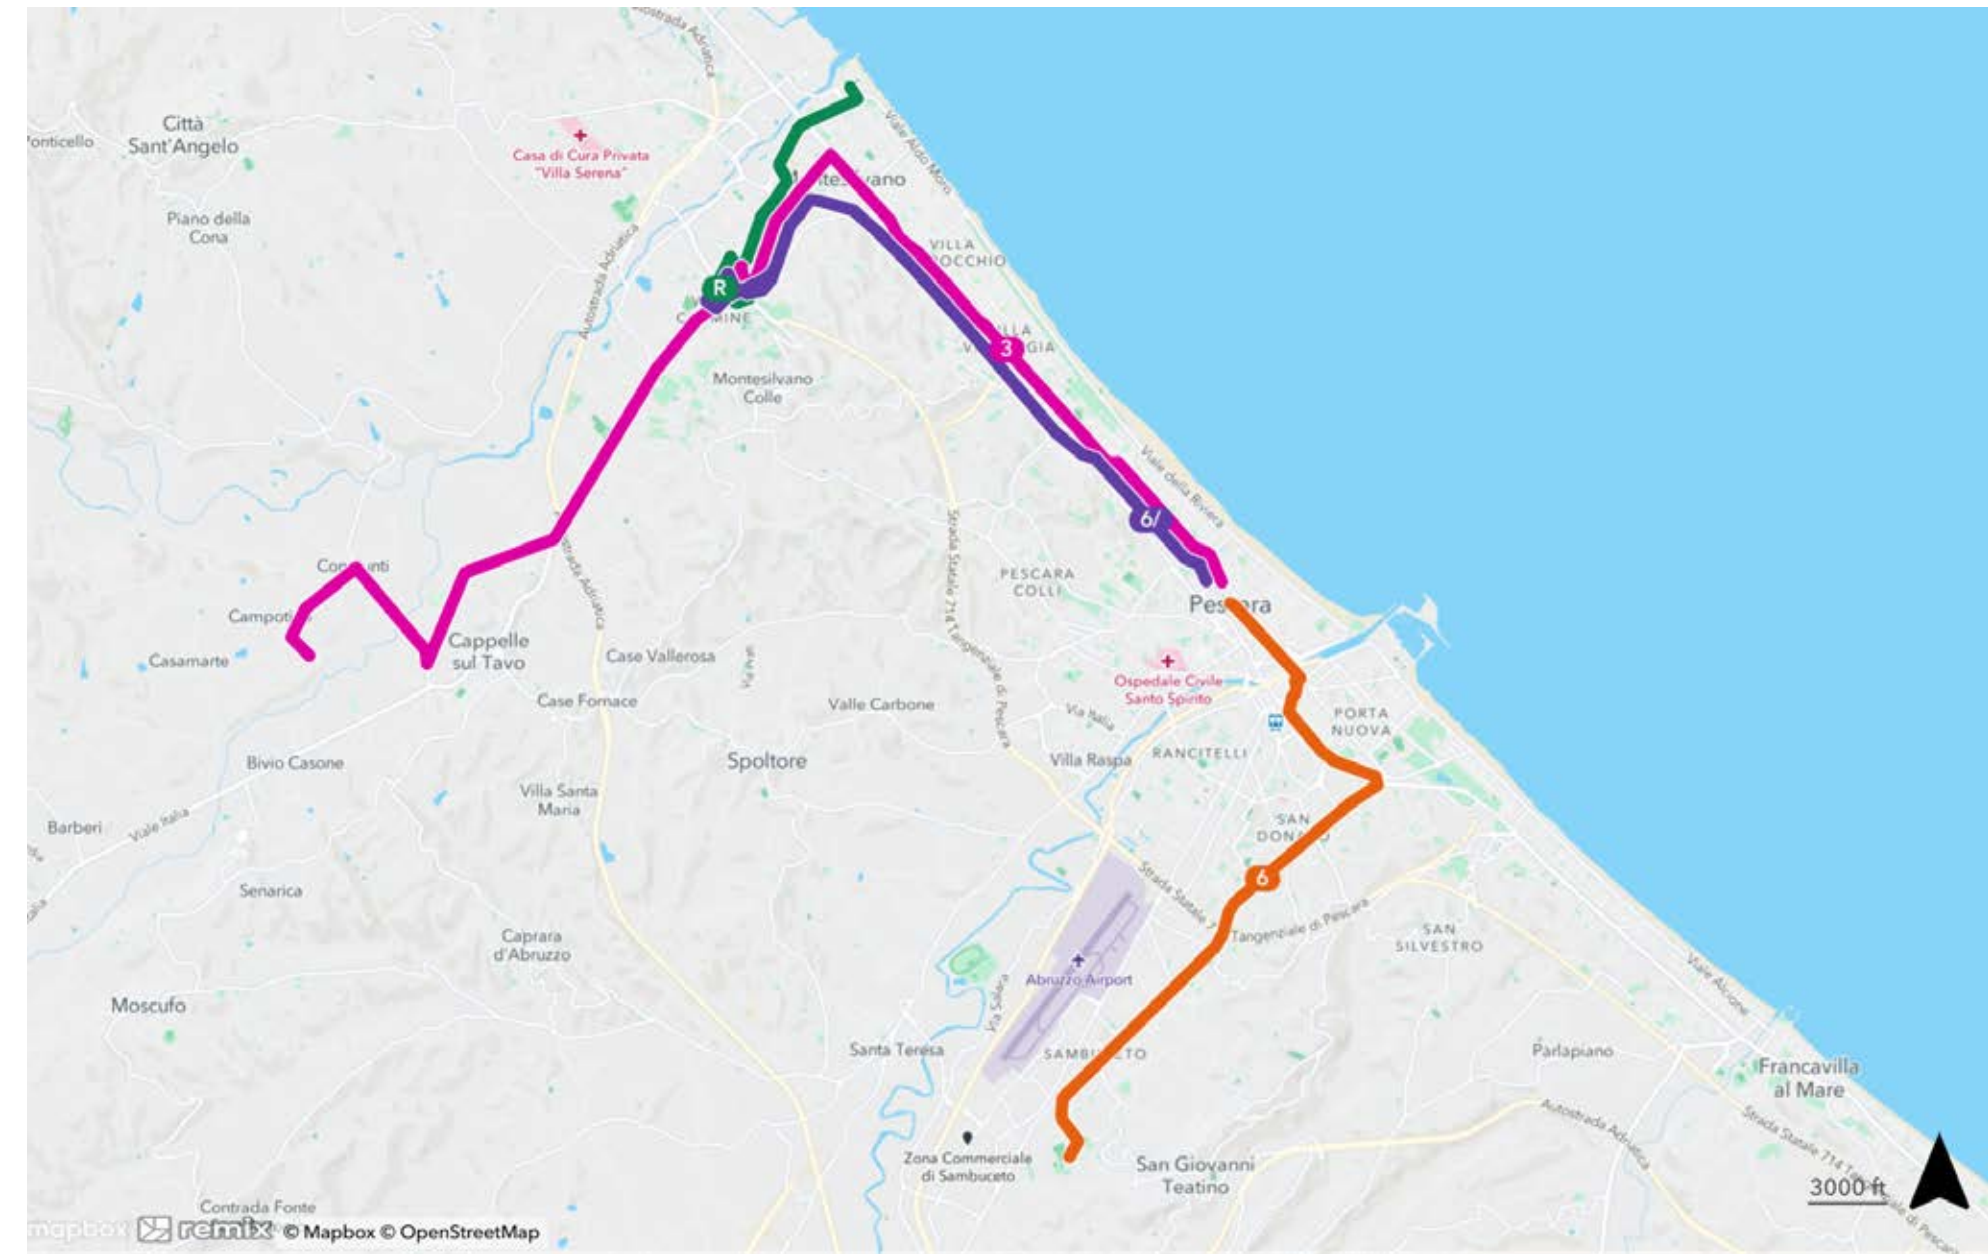 Autostrada Adriatica
Città
Sant'Angelo
Casa di Cura Privata
"Villa Serena"
Viale Aldo Moro
Piano della
Cona
Autostrada Adriatica
VILLA
R
3
Montesilvano
Colle
Viale della Riviera
6/
Strada Statale 714 Tangenziale di Pescara
PESCARA
COLLI
Cappelle
sul Tavo
Casamarte
Case Vallerosa
Ospedale Civile
Santo Spirito
Case Fornace
Valle Carbone
Via Italia
PORTA
NUOVA
Bivio Casone
Spoltore
Villa Raspa
RANCITELLI
Villa Santa
Maria
Barberi
Viale Italia
SAN
6
Senarica
Strada Statale 7
Tangenziale di Pescara
SAN
SILVESTRO
Caprara
d'Abruzzo
Abruzzo Airport
Via Salara
Viale Alcione
Moscufo
Santa Teresa
Parlapiano
Francavilla
al Mare
Autostrada Adriatica
Zona Commerciale
di Sambuceto
San Giovanni
Teatino
3000 ft
Contrada Fonte
mapbox remix © Mapbox © OpenStreetMap